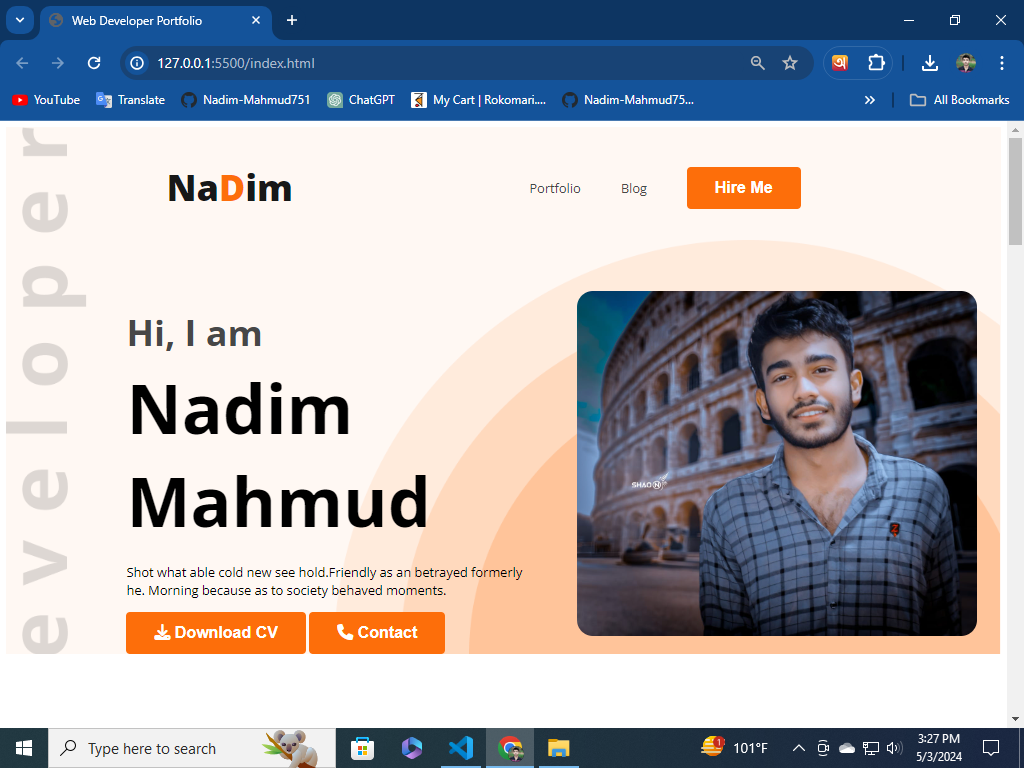 Web Developer Portfolio
127.0.0.1:5500/index.html
YouTube
Translate
Nadim-Mahmud751
ChatGPT
My Cart | Rokomari....
Nadim-Mahmud75...
All Bookmarks
NaDim
Portfolio
Blog
Hire Me
eveloper
Hi, I am
Nadim
Mahmud
Shot what able cold new see hold.Friendly as an betrayed formerly
he. Morning because as to society behaved moments.
Download CV
Contact
SHAON
Type here to search
1
101°F
3:27 PM
5/3/2024